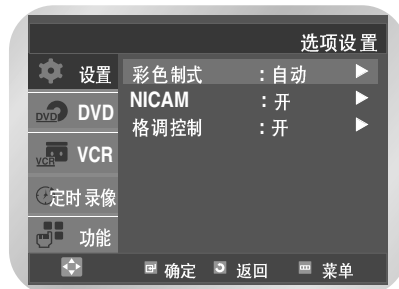 选项设置
设置
彩色制式 : 自动
DVD DVD
NICAM : 开
格调控制 : 开
VCR VCR
定时录像
功能
确定 返回 菜单